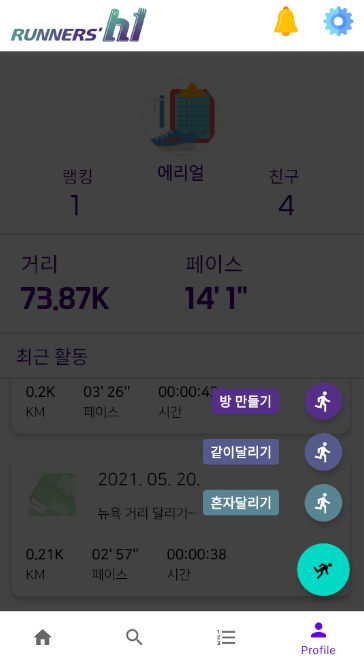 RUNNERS' h1
에리얼
랭킹 친구
1 4
거리 페이스
73.87K 14' 1"
최근 활동
0.2K 03' 26" 00:00:42
KM 페이스 시간
방 만들기
같이달리기
2021. 05. 20.
뉴욕 거리 달리기~
혼자달리기
0.21K 02' 57" 00:00:38
KM 페이스 시간
Profile